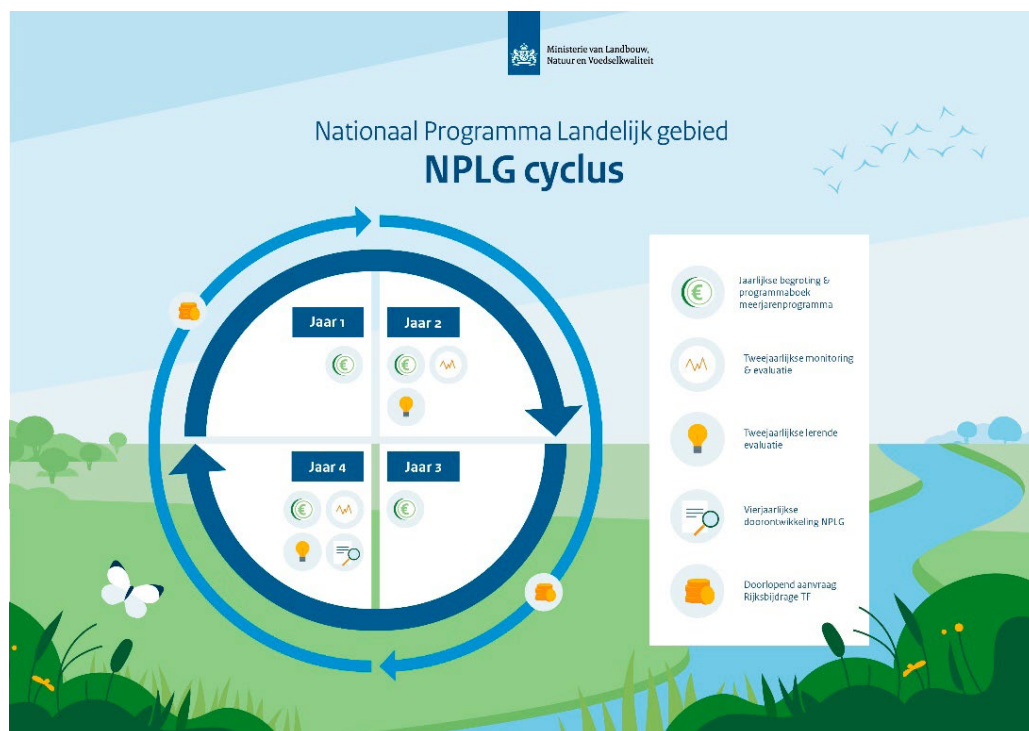 Ministerie van Landbouw,
Natuur en Voedselkwaliteit
Nationaal Programma Landelijk gebied
NPLG cyclus
Jaar 1
Jaar 2
Jaar 4
Jaar 3
Jaarlijkse begroting &
programmaboek
meerjarenprogramma
Tweejaarlijkse monitoring
& evaluatie
Tweejaarlijkse lerende
evaluatie
Vierjaarlijkse
doorontwikkeling NPLG
Doorlopend aanvraag
Rijksbijdrage TF